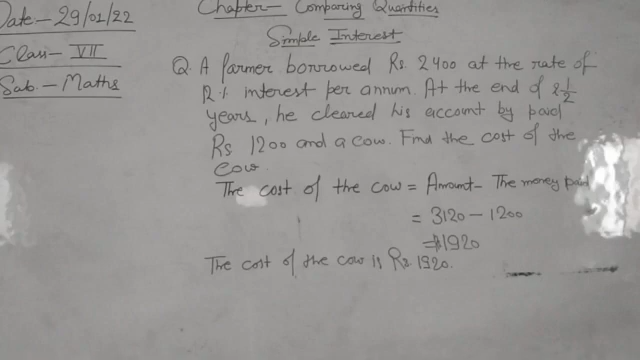 Date - 29/01/22
Chapter - Comparing Quantities
Class - VII
Simple Interest
Sub. - Maths
Q. A farmer borrowed Rs. 2400 at the rate of
12% interest per annum. At the end of 2 1/2
years, he cleared his account by paid
Rs 1200 and a cow. Find the cost of the
cow.
The cost of the cow = Amount - The money paid
= 3120 - 1200
= 1920
The cost of the cow is Rs. 1920.